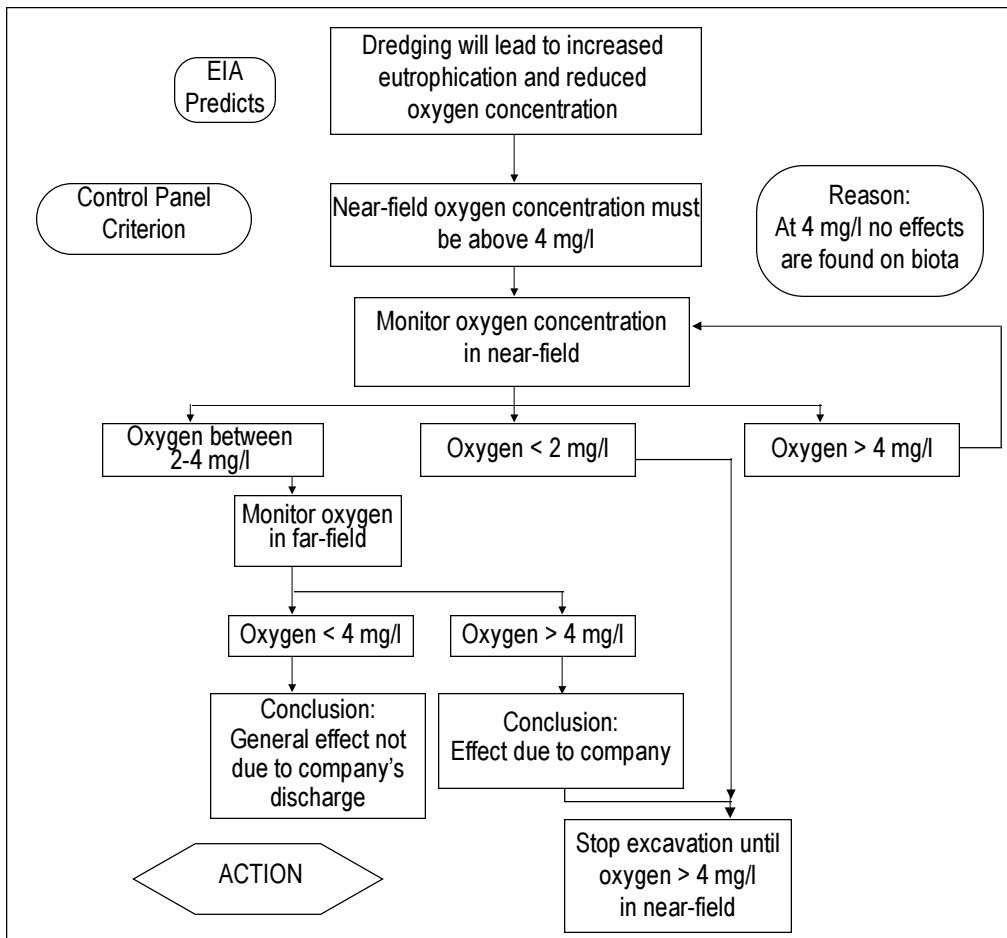 Dredging will lead to increased
eutrophication and reduced
oxygen concentration
EIA
Predicts
Control Panel
Criterion
Near-field oxygen concentration must
be above 4 mg/l
Reason:
At 4 mg/l no effects
are found on biota
Monitor oxygen concentration
in near-field
Oxygen between
2-4 mg/l
Oxygen < 2 mg/l
Oxygen > 4 mg/l
Monitor oxygen
in far-field
Oxygen < 4 mg/l
Oxygen > 4 mg/l
Conclusion:
General effect not
due to company’s
discharge
Conclusion:
Effect due to company
ACTION
Stop excavation until
oxygen > 4 mg/l
in near-field